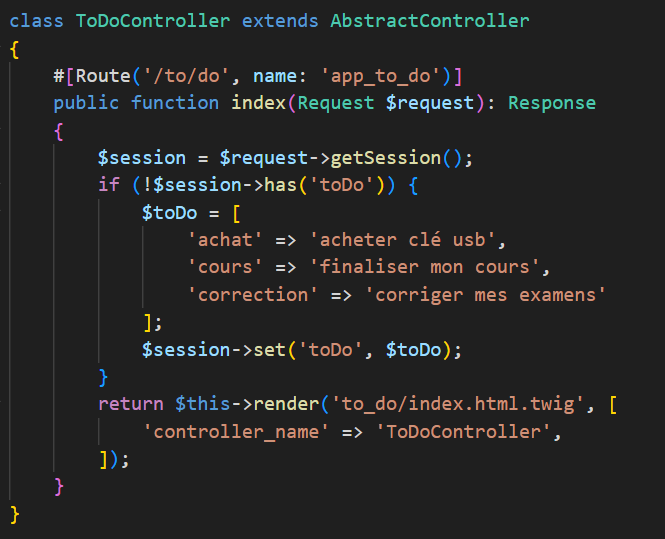 class ToDoController extends AbstractController
{
    #[Route('/to/do', name: 'app_to_do')]
    public function index(Request $request): Response
    {
        $session = $request->getSession();
        if (!$session->has('toDo')) {
            $toDo = [
                'achat' => 'acheter clé usb',
                'cours' => 'finaliser mon cours',
                'correction' => 'corriger mes examens'
            ];
            $session->set('toDo', $toDo);
        }
        return $this->render('to_do/index.html.twig', [
            'controller_name' => 'ToDoController',
        ]);
    }
}